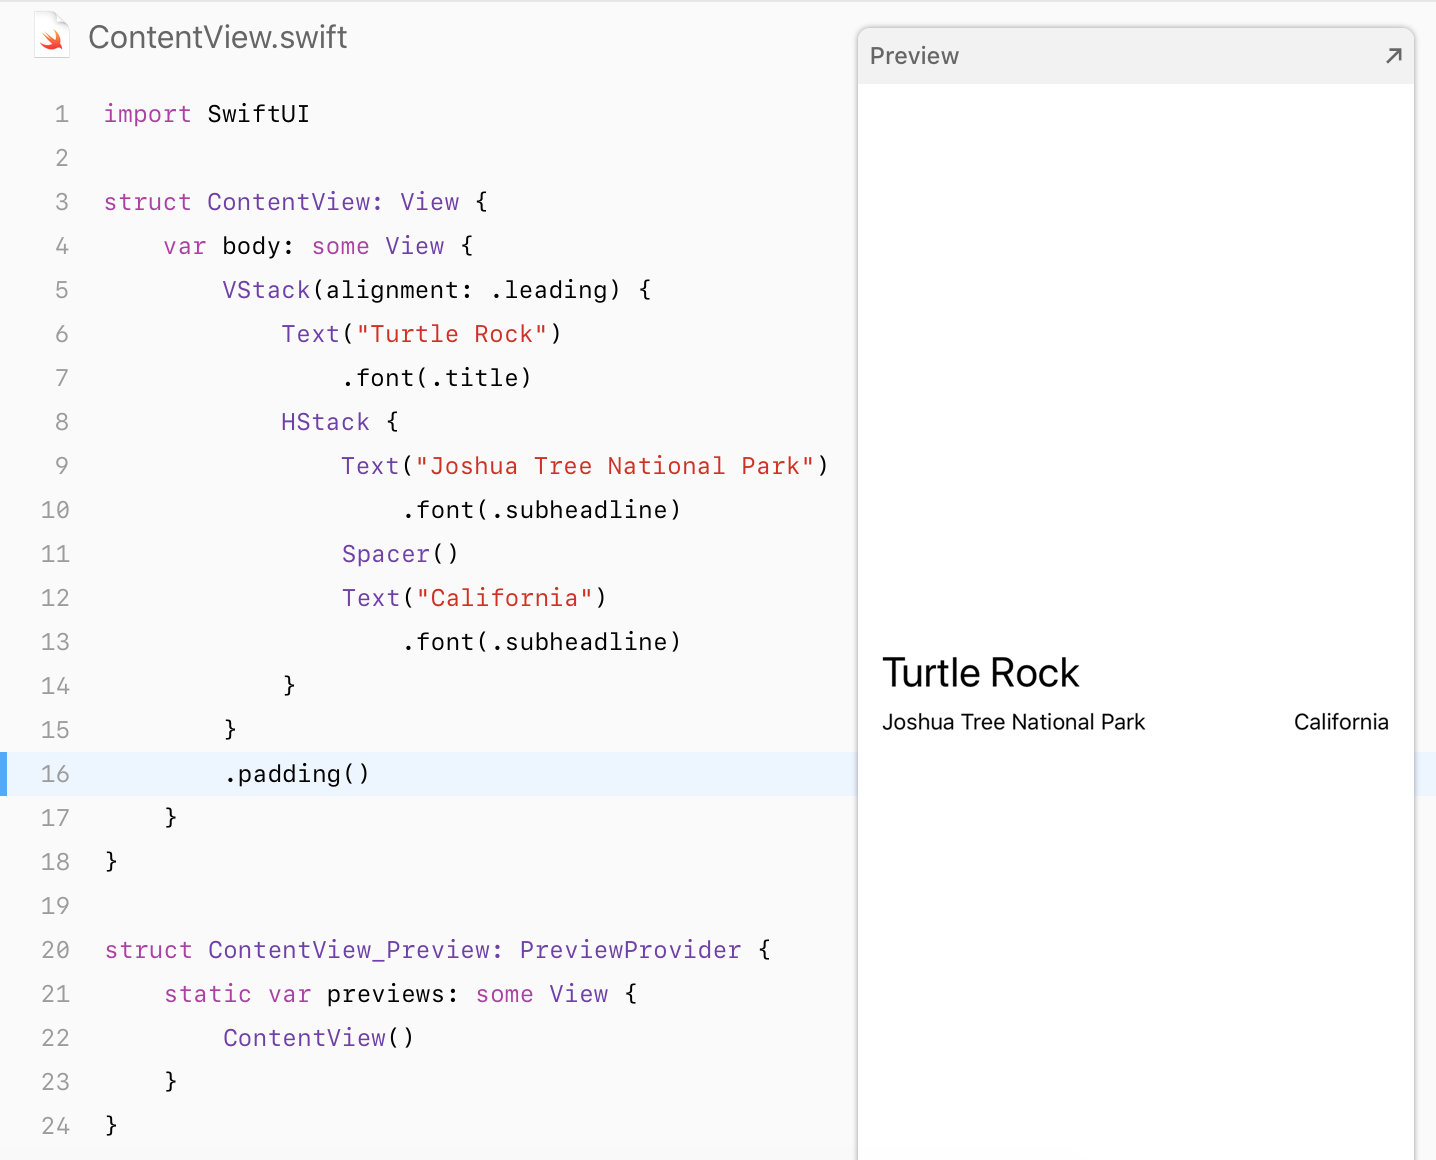 ContentView.swift
Preview
1 import SwiftUI
2
3 struct ContentView: View {
4     var body: some View {
5         VStack(alignment: .leading) {
6             Text("Turtle Rock")
7                 .font(.title)
8             HStack {
9                 Text("Joshua Tree National Park")
10                    .font(.subheadline)
11                Spacer()
12                Text("California")
13                    .font(.subheadline)
14            }
15        }
16        .padding()
17    }
18 }
19
20 struct ContentView_Preview: PreviewProvider {
21    static var previews: some View {
22        ContentView()
23    }
24 }
Turtle Rock
Joshua Tree National Park California